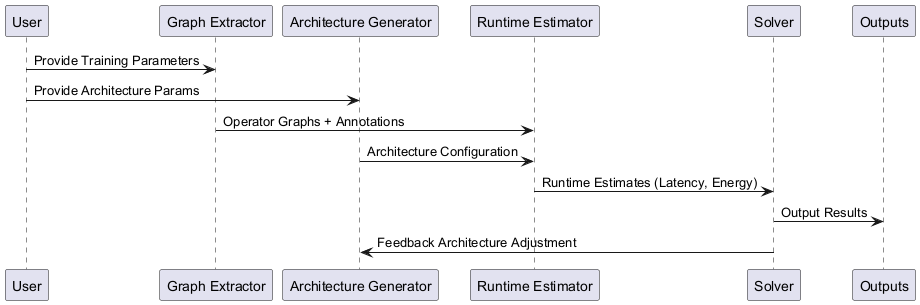 User Graph Extractor Architecture Generator Runtime Estimator Solver Outputs
Provide Training Parameters
Provide Architecture Params
Operator Graphs + Annotations
Architecture Configuration
Runtime Estimates (Latency, Energy)
Output Results
Feedback Architecture Adjustment
User Graph Extractor Architecture Generator Runtime Estimator Solver Outputs